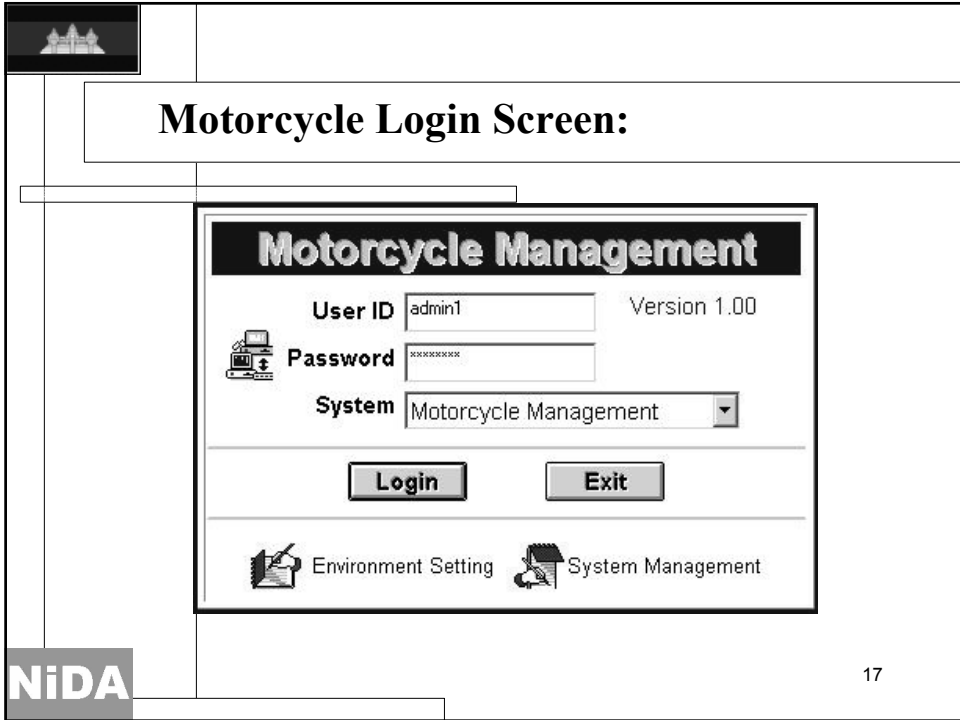 Motorcycle Login Screen:
Motorcycle Management
User ID admin1 Version 1.00
Password ××××××××
System Motorcycle Management
Login Exit
Environment Setting System Management
NiDA
17